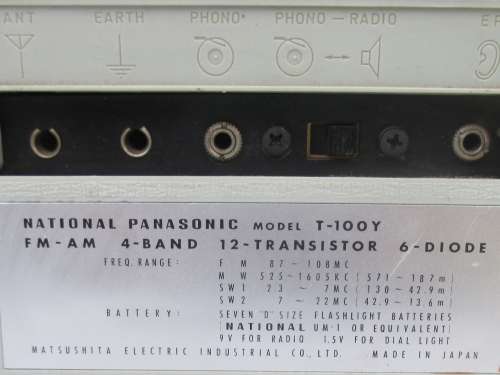 ANT EARTH PHONO• PHONO — RADIO
NATIONAL PANASONIC MODEL T-100Y
FM-AM 4-BAND 12-TRANSISTOR 6-DIODE
FREQ. RANGE: F M 87 ~ 108MC
M W 525~1605KC (571 ~ 187m)
SW1 2.3 ~ 7MC (130 ~ 42.9m)
SW2 7 ~ 22MC (42.9~13.6m)
BATTERY: SEVEN "D" SIZE FLASHLIGHT BATTERIES
(NATIONAL UM-1 OR EQUIVALENT)
9V FOR RADIO 1.5V FOR DIAL LIGHT
MATSUSHITA ELECTRIC INDUSTRIAL CO., LTD. MADE IN JAPAN